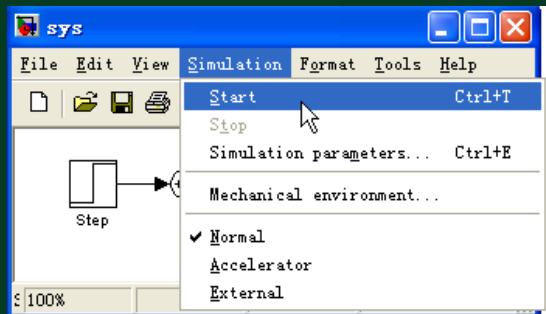 sys
File Edit View Simulation Format Tools Help
Start Ctrl+T
Stop
Simulation parameters... Ctrl+E
Mechanical environment...
Normal
Accelerator
External
Step
100%